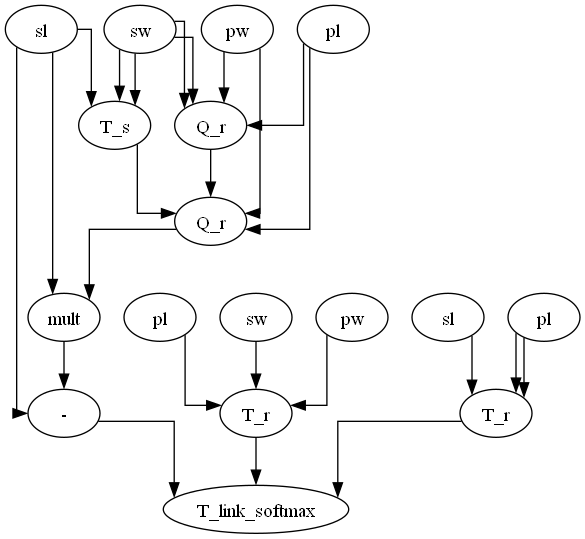 sl sw pw pl
T_s Q_r
Q_r
mult pl sw pw sl pl
- T_r T_r
T_link_softmax